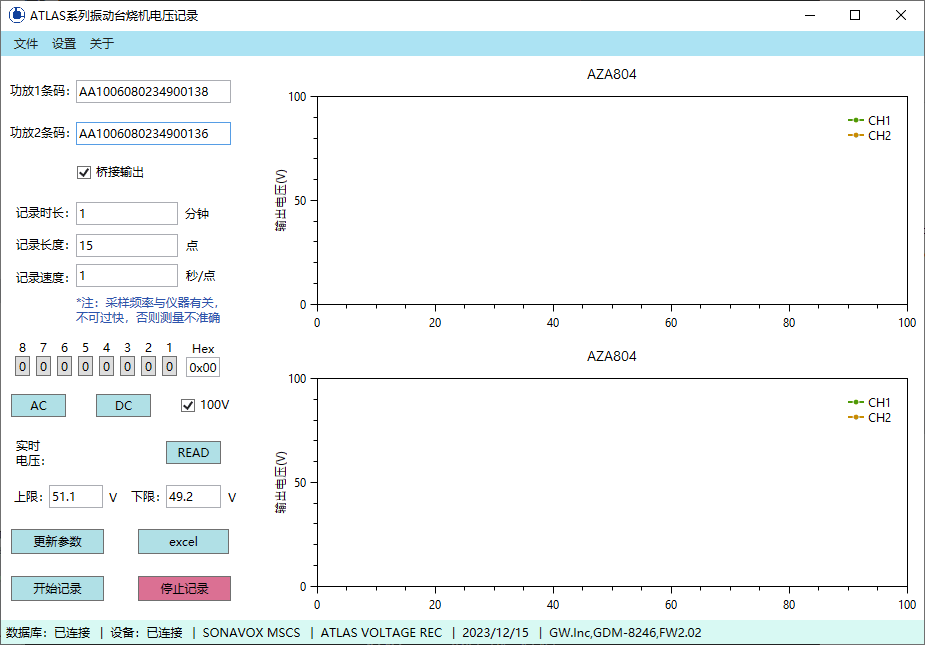 ATLAS系列振动台烧机电压记录
文件 设置 关于
功放1条码： AA1006080234900138
功放2条码： AA1006080234900136
桥接输出
记录时长： 1 分钟
记录长度： 15 点
记录速度： 1 秒/点
*注：采样频率与仪器有关，
不可过快，否则测量不准确
8 7 6 5 4 3 2 1 Hex
0 0 0 0 0 0 0 0 0x00
AC DC 100V
实时
电压：
READ
上限： 51.1 V 下限： 49.2 V
更新参数 excel
开始记录 停止记录
AZA804
100
50
0
输出电压(V)
CH1
CH2
0 20 40 60 80 100
AZA804
100
50
0
输出电压(V)
CH1
CH2
0 20 40 60 80 100
数据库：已连接 | 设备：已连接 | SONAVOX MSCS | ATLAS VOLTAGE REC | 2023/12/15 | GW.Inc,GDM-8246,FW2.02